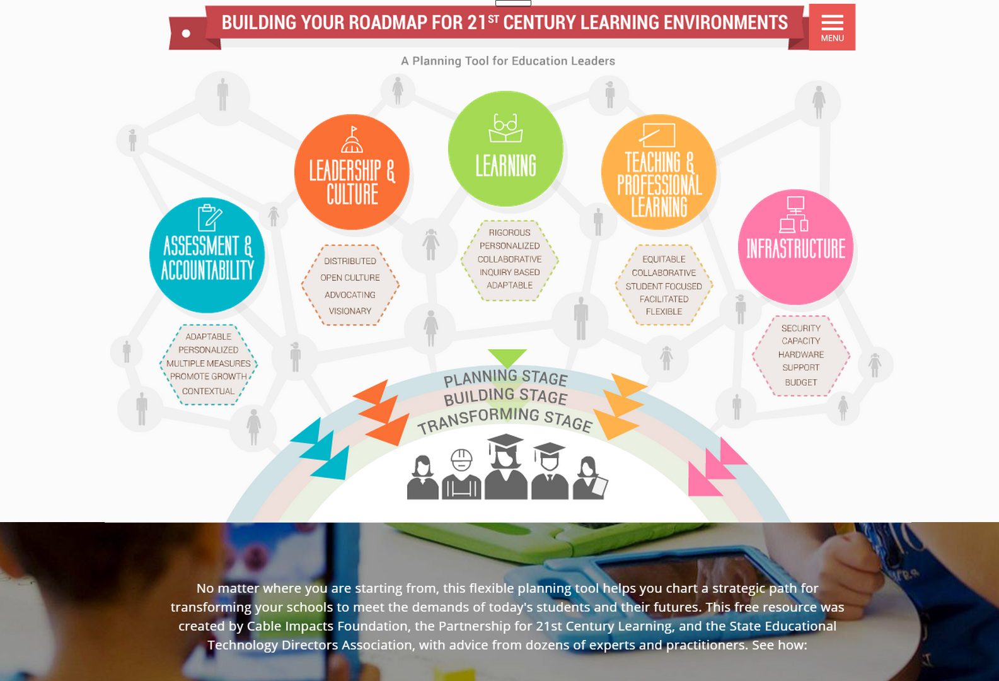 BUILDING YOUR ROADMAP FOR 21ST CENTURY LEARNING ENVIRONMENTS
MENU
A Planning Tool for Education Leaders
ASSESSMENT &
ACCOUNTABILITY
ADAPTABLE
PERSONALIZED
MULTIPLE MEASURES
PROMOTE GROWTH
CONTEXTUAL
LEADERSHIP &
CULTURE
DISTRIBUTED
OPEN CULTURE
ADVOCATING
VISIONARY
LEARNING
RIGOROUS
PERSONALIZED
COLLABORATIVE
INQUIRY BASED
ADAPTABLE
TEACHING &
PROFESSIONAL
LEARNING
EQUITABLE
COLLABORATIVE
STUDENT FOCUSED
FACILITATED
FLEXIBLE
INFRASTRUCTURE
SECURITY
CAPACITY
HARDWARE
SUPPORT
BUDGET
PLANNING STAGE
BUILDING STAGE
TRANSFORMING STAGE
No matter where you are starting from, this flexible planning tool helps you chart a strategic path for
transforming your schools to meet the demands of today's students and their futures. This free resource was
created by Cable Impacts Foundation, the Partnership for 21st Century Learning, and the State Educational
Technology Directors Association, with advice from dozens of experts and practitioners. See how: